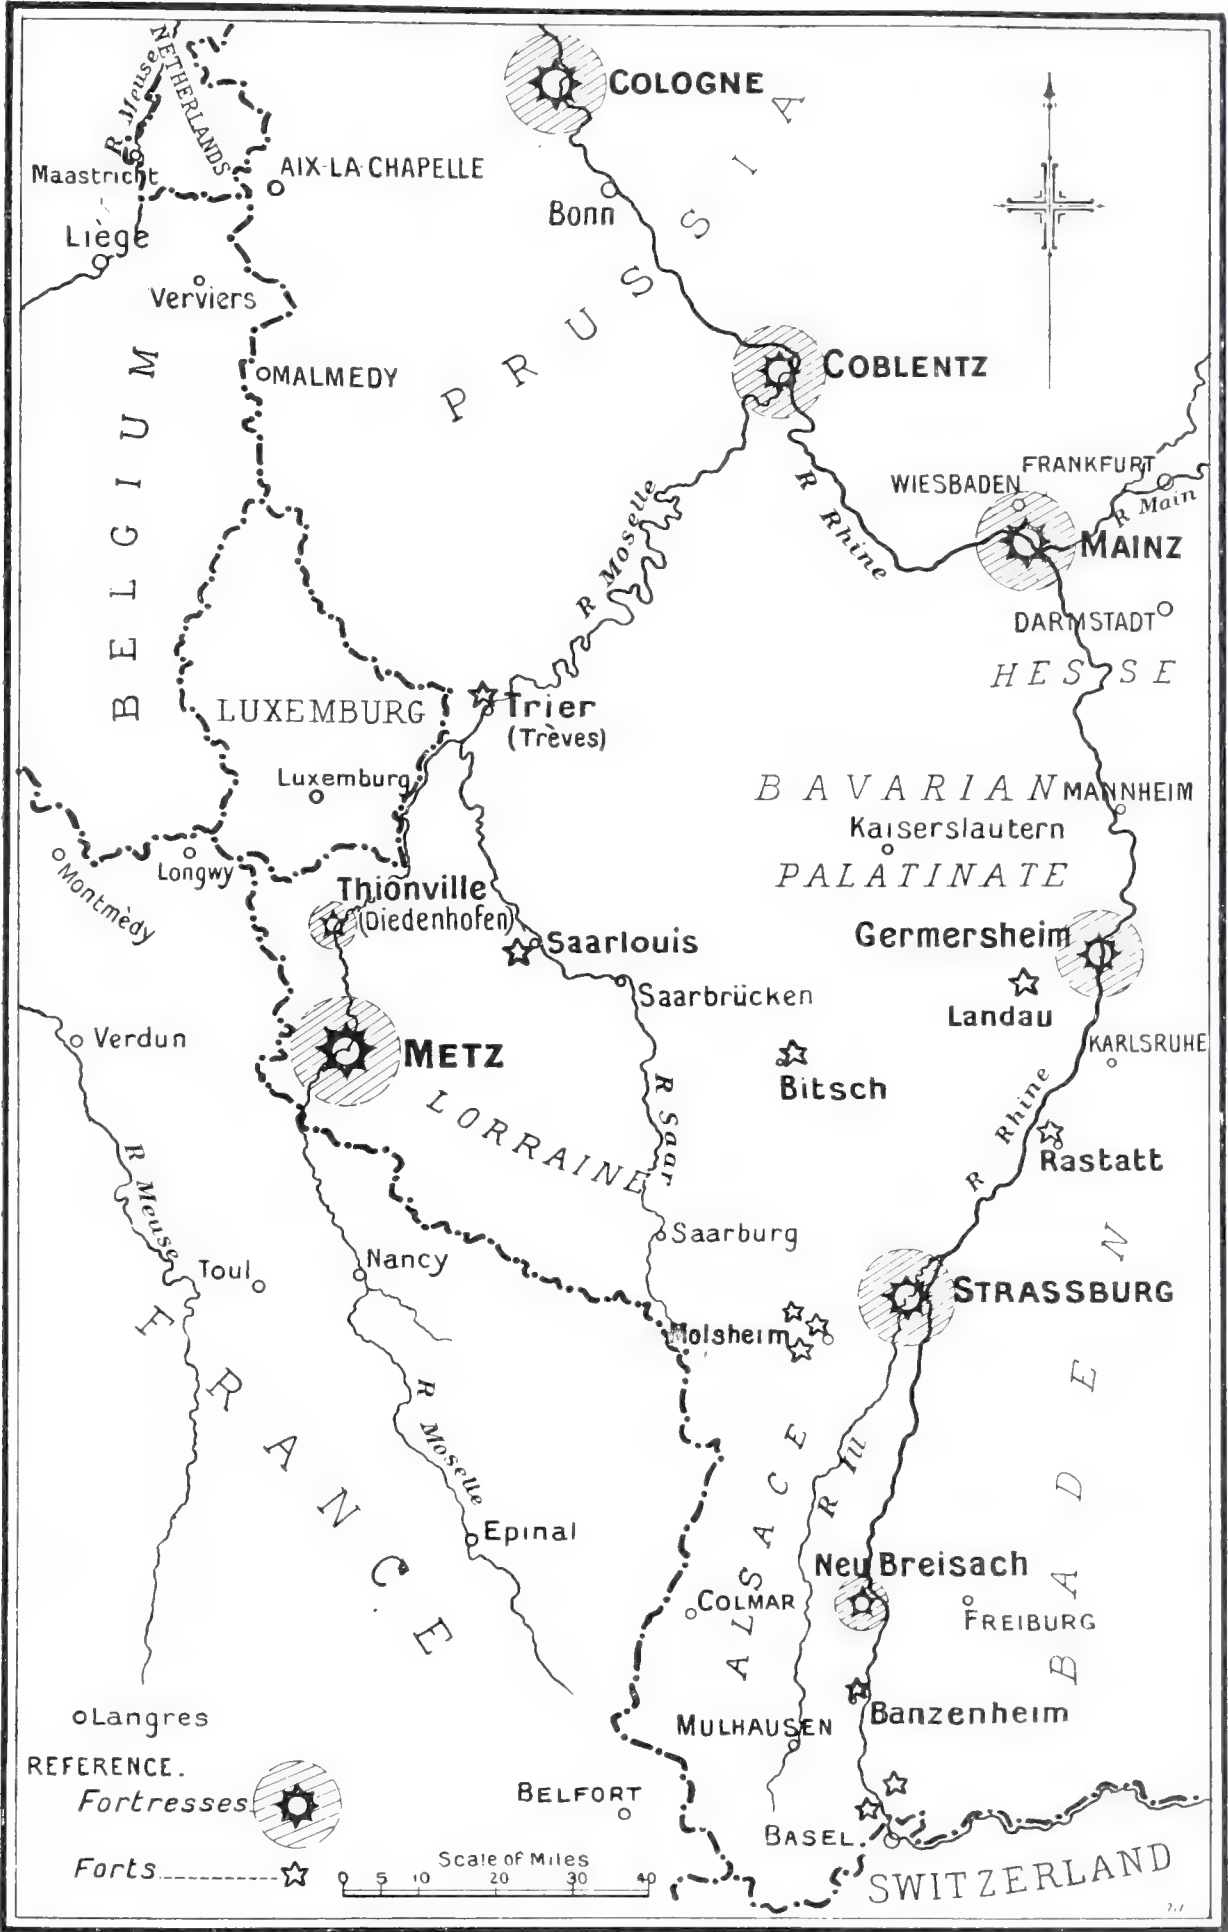 R Meuse
NETHERLANDS
COLOGNE
Maastricht
AIX-LA-CHAPELLE
Liège
Bonn
Verviers
PRUSSIA
MALMEDY
COBLENTZ
BELGIUM
R Moselle
R Rhine
WIESBADEN
FRANKFURT
R Main
MAINZ
DARMSTADT
HESSE
LUXEMBURG
Trier
(Trèves)
Luxemburg
BAVARIAN
MANNHEIM
Kaiserslautern
PALATINATE
Longwy
Montmèdy
Thionville
(Diedenhofen)
Saarlouis
Germersheim
Saarbrücken
Landau
Verdun
METZ
KARLSRUHE
Bitsch
LORRAINE
R Saar
R Rhine
Rastatt
R Meuse
Saarburg
Toul
Nancy
STRASSBURG
Molsheim
FRANCE
R Moselle
ALSACE
R Ill
BADEN
Epinal
Neu Breisach
COLMAR
FREIBURG
Langres
MULHAUSEN
Banzenheim
REFERENCE.
Fortresses
Forts
BELFORT
BASEL
SWITZERLAND
Scale of Miles
0 5 10 20 30 40